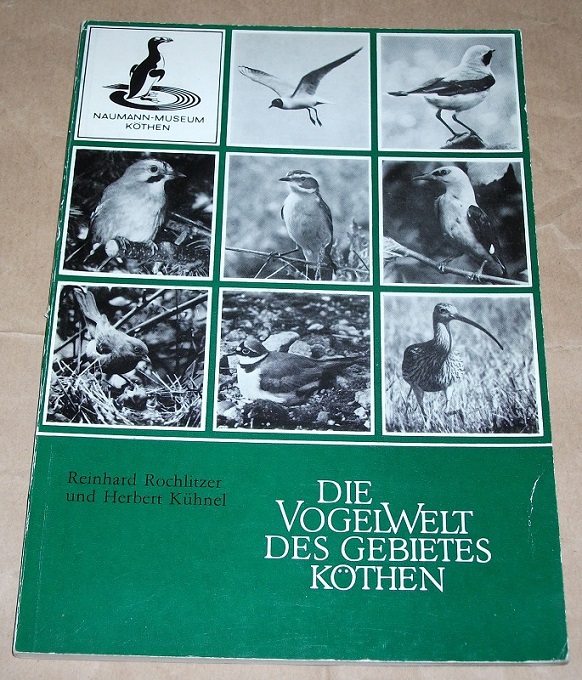 NAUMANN-MUSEUM
KÖTHEN
Reinhard Rochlitzer
und Herbert Kühnel
DIE
VOGELWELT
DES GEBIETES
KÖTHEN